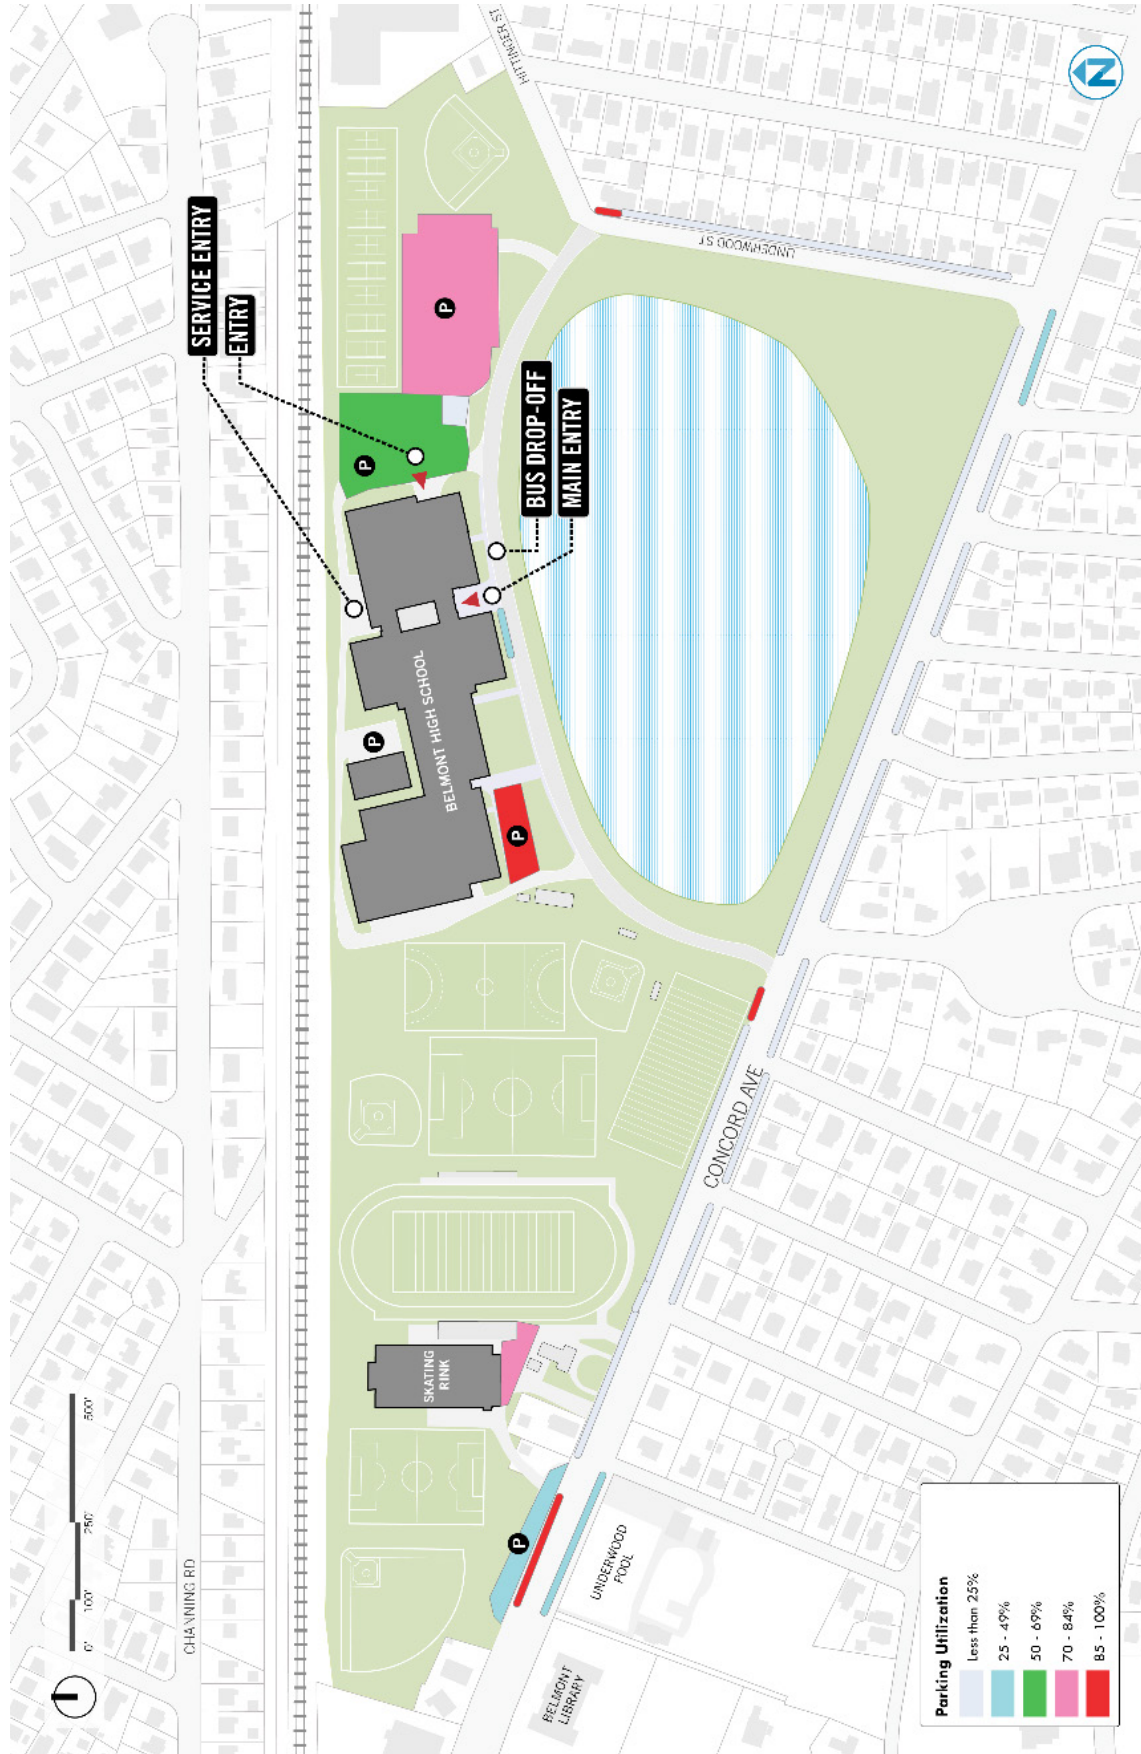 SERVICE ENTRY
ENTRY
BUS DROP-OFF
MAIN ENTRY
HITTINGER ST
UNDERWOOD ST
N
P
P
P
P
P
BELMONT HIGH SCHOOL
SKATING
RINK
CONCORD AVE
CHANNING RD
UNDERWOOD
POOL
BELMONT
LIBRARY
0' 100' 250' 500'
Parking Utilization
Less than 25%
25 - 49%
50 - 69%
70 - 84%
85 - 100%